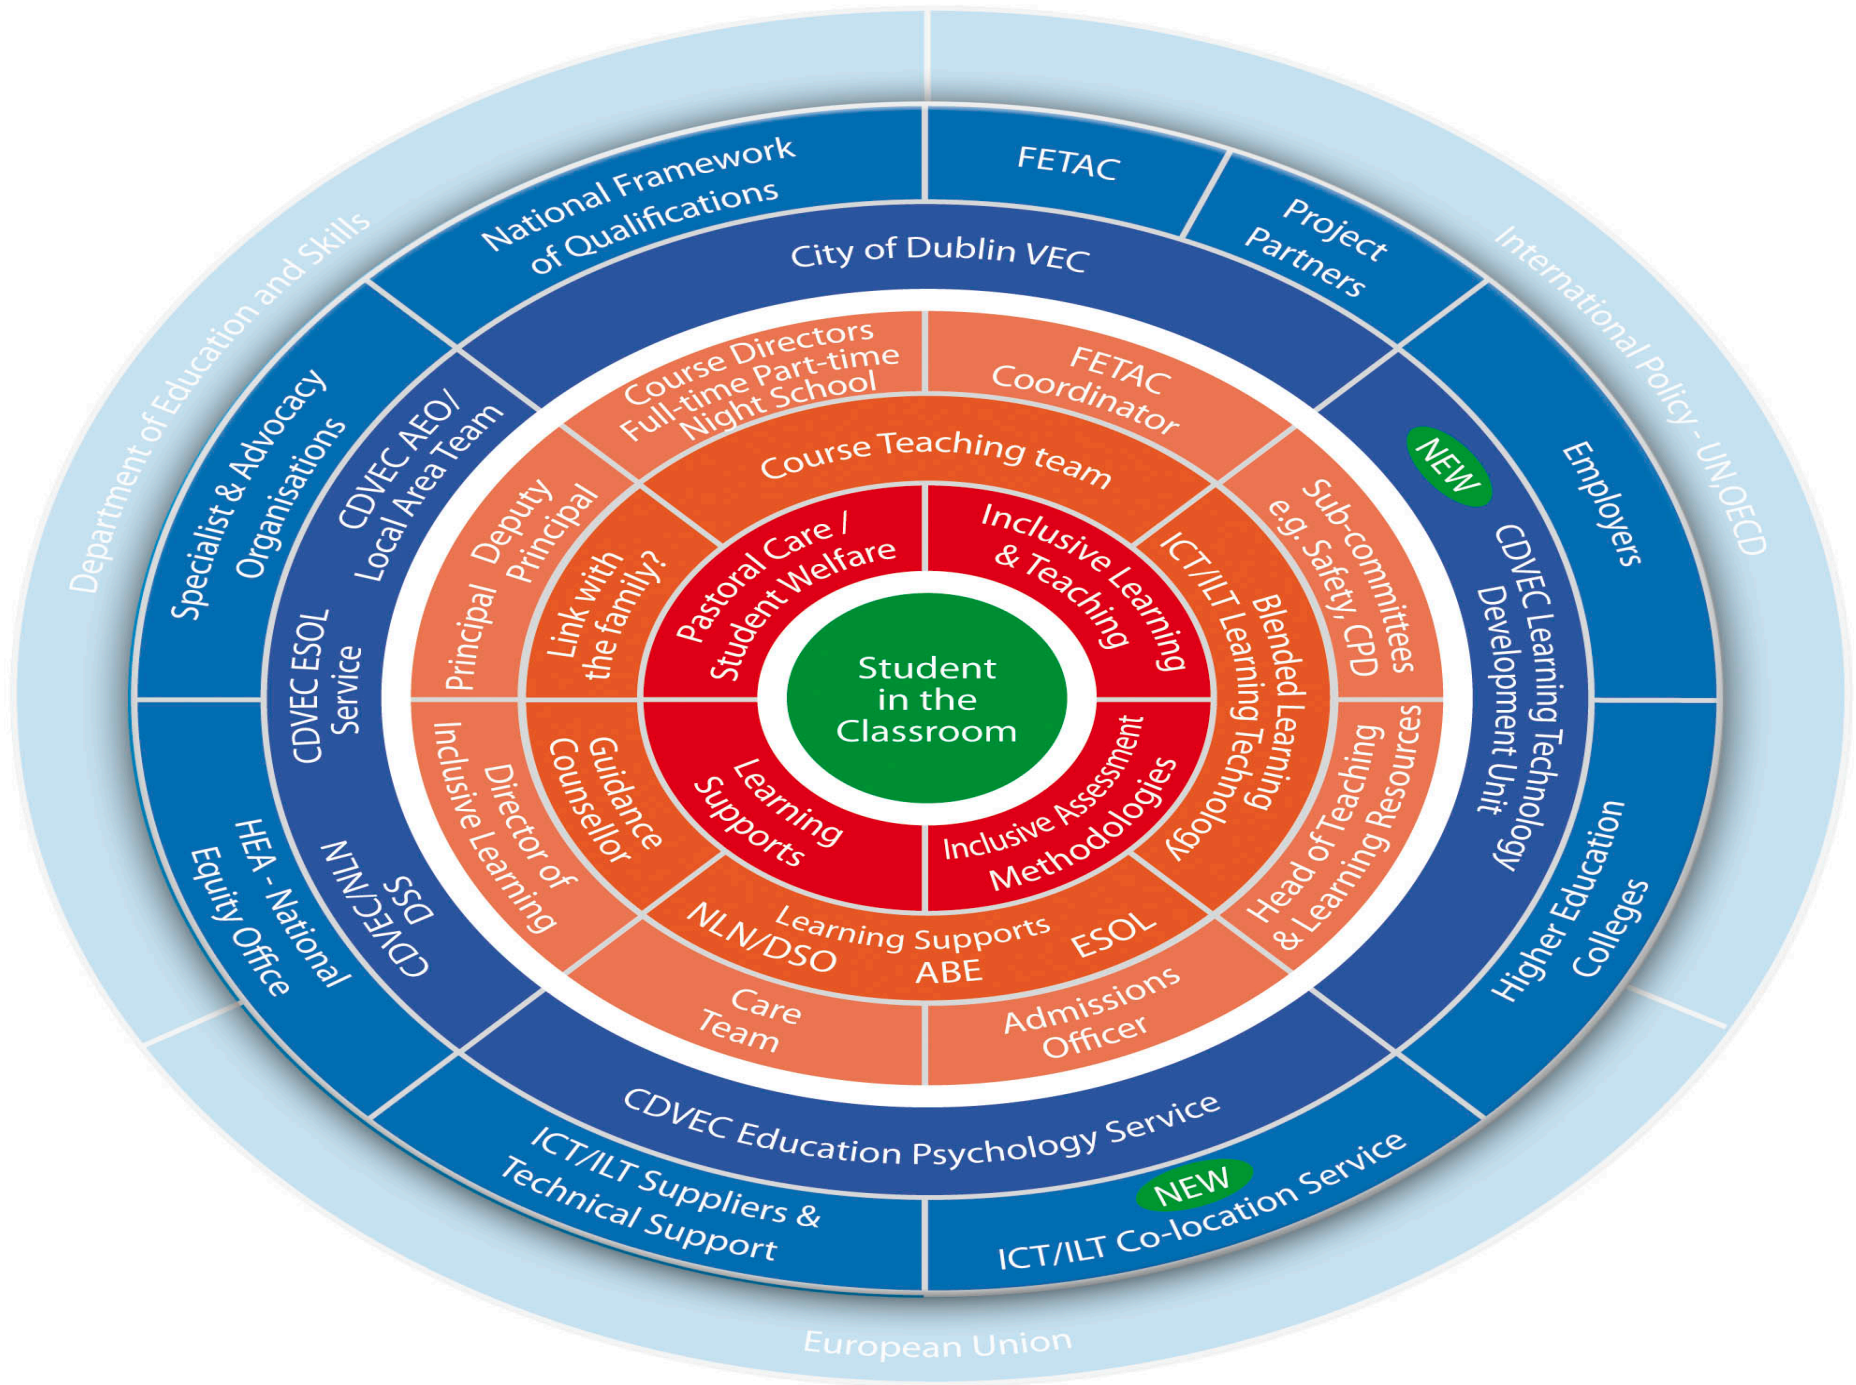 Department of Education and Skills
International Policy - UN,OECD
European Union
National Framework
of Qualifications
FETAC
Project
Partners
Employers
Higher Education
Colleges
NEW
ICT/ILT Co-location Service
ICT/ILT Suppliers &
Technical Support
HEA - National
Equity Office
Specialist & Advocacy
Organisations
City of Dublin VEC
NEW
CDVEC Learning Technology
Development Unit
CDVEC Education Psychology Service
CDVEC/NLN
DSS
CDVEC ESOL
Service
CDVEC AEO/
Local Area Team
Course Directors
Full-time Part-time
Night School
FETAC
Coordinator
Sub-committees
e.g. Safety, CPD
Head of Teaching
& Learning Resources
Admissions
Officer
Care
Team
Director of
Inclusive Learning
Principal
Deputy
Principal
Course Teaching team
Blended Learning
ICT/ILT Learning Technology
Learning Supports
NLN/DSO
ABE
ESOL
Guidance
Counsellor
Link with
the family?
Pastoral Care /
Student Welfare
Inclusive Learning
& Teaching
Inclusive Assessment
Methodologies
Learning
Supports
Student
in the
Classroom